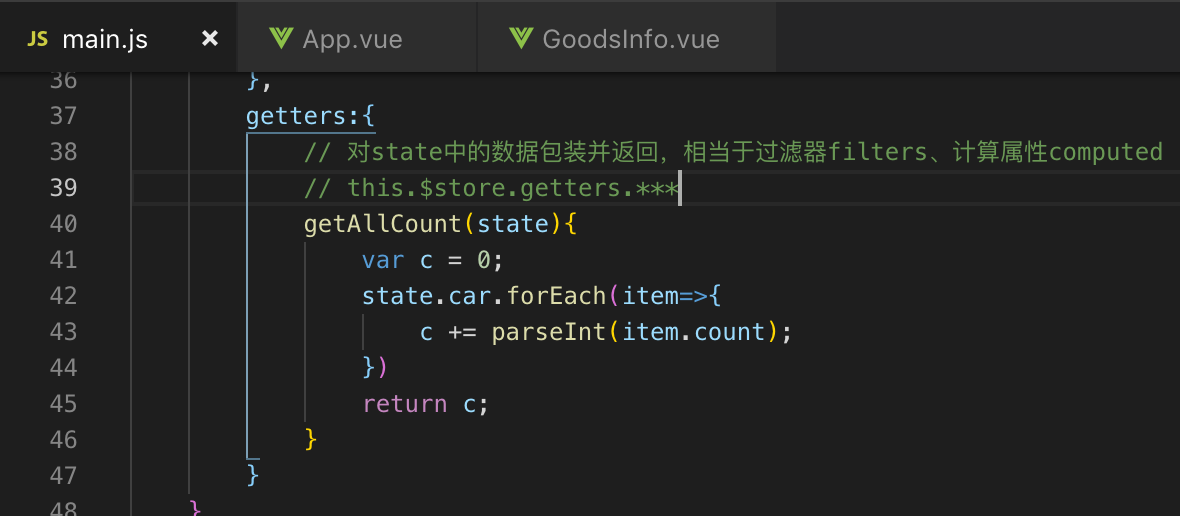 JS main.js × App.vue GoodsInfo.vue
36 },
37 getters:{
38 // 对state中的数据包装并返回，相当于过滤器filters、计算属性computed
39 // this.$store.getters.***
40 getAllCount(state){
41 var c = 0;
42 state.car.forEach(item=>{
43 c += parseInt(item.count);
44 })
45 return c;
46 }
47 }
48 }